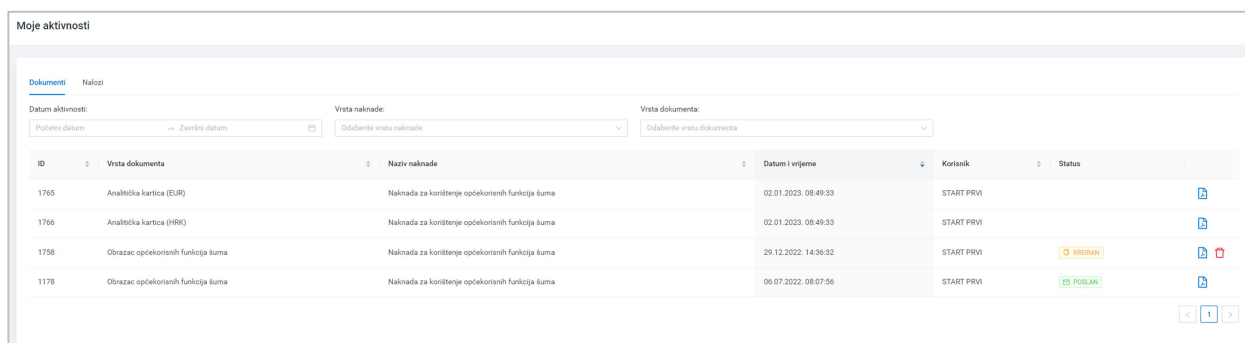 Moje aktivnosti
Dokumenti Nalozi
Datum aktivnosti: Vrsta naknade: Vrsta dokumenta:
Početni datum → Završni datum Odaberite vrstu naknade Odaberite vrstu dokumenta
ID Vrsta dokumenta Naziv naknade Datum i vrijeme Korisnik Status
1765 Analitička kartica (EUR) Naknada za korištenje općekorisnih funkcija šuma 02.01.2023. 08:49:33 START PRVI
1766 Analitička kartica (HRK) Naknada za korištenje općekorisnih funkcija šuma 02.01.2023. 08:49:33 START PRVI
1758 Obrazac općekorisnih funkcija šuma Naknada za korištenje općekorisnih funkcija šuma 29.12.2022. 14:36:32 START PRVI KREIRAN
1178 Obrazac općekorisnih funkcija šuma Naknada za korištenje općekorisnih funkcija šuma 06.07.2022. 08:07:56 START PRVI POSLAN
< 1 >